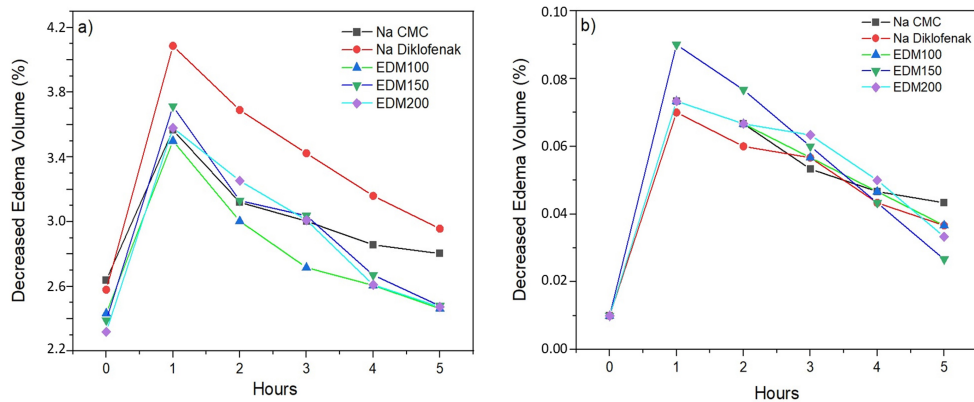 a)
Na CMC
Na Diklofenak
EDM100
EDM150
EDM200
Decreased Edema Volume (%)
4.2
3.8
3.4
3.0
2.6
2.2
0 1 2 3 4 5
Hours
b)
Na CMC
Na Diklofenak
EDM100
EDM150
EDM200
Decreased Edema Volume (%)
0.10
0.08
0.06
0.04
0.02
0.00
0 1 2 3 4 5
Hours